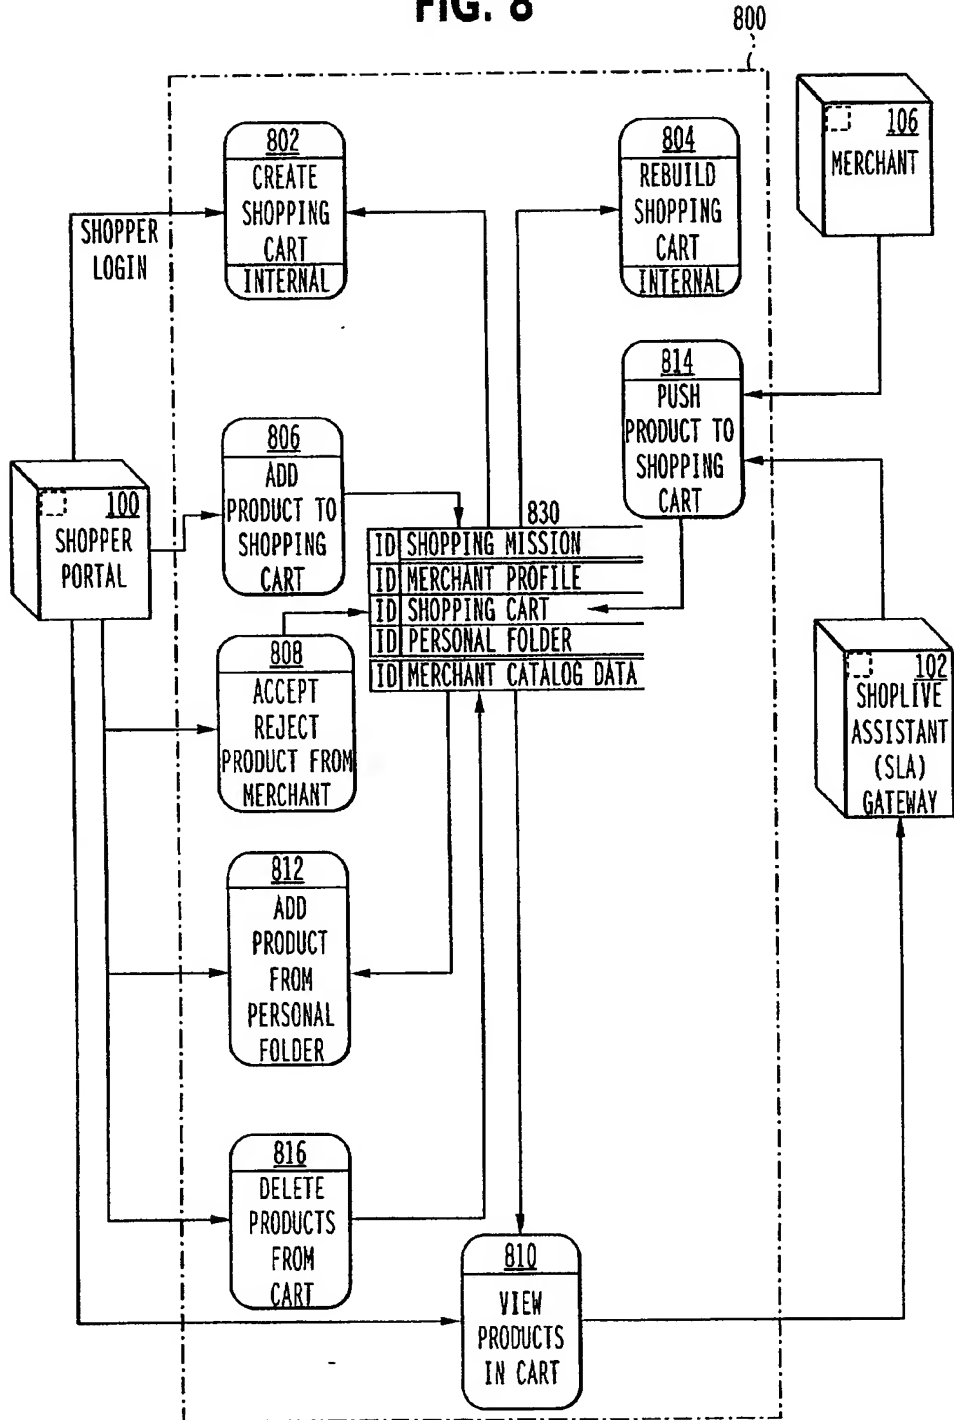 FIG. 8
800
802
CREATE
SHOPPING
CART
INTERNAL
804
REBUILD
SHOPPING
CART
INTERNAL
106
MERCHANT
SHOPPER
LOGIN
814
PUSH
PRODUCT TO
SHOPPING
CART
806
ADD
PRODUCT TO
SHOPPING
CART
100
SHOPPER
PORTAL
830
ID SHOPPING MISSION
ID MERCHANT PROFILE
ID SHOPPING CART
ID PERSONAL FOLDER
ID MERCHANT CATALOG DATA
808
ACCEPT
REJECT
PRODUCT FROM
MERCHANT
102
SHOPLIVE
ASSISTANT
(SLA)
GATEWAY
812
ADD
PRODUCT
FROM
PERSONAL
FOLDER
816
DELETE
PRODUCTS
FROM
CART
810
VIEW
PRODUCTS
IN CART